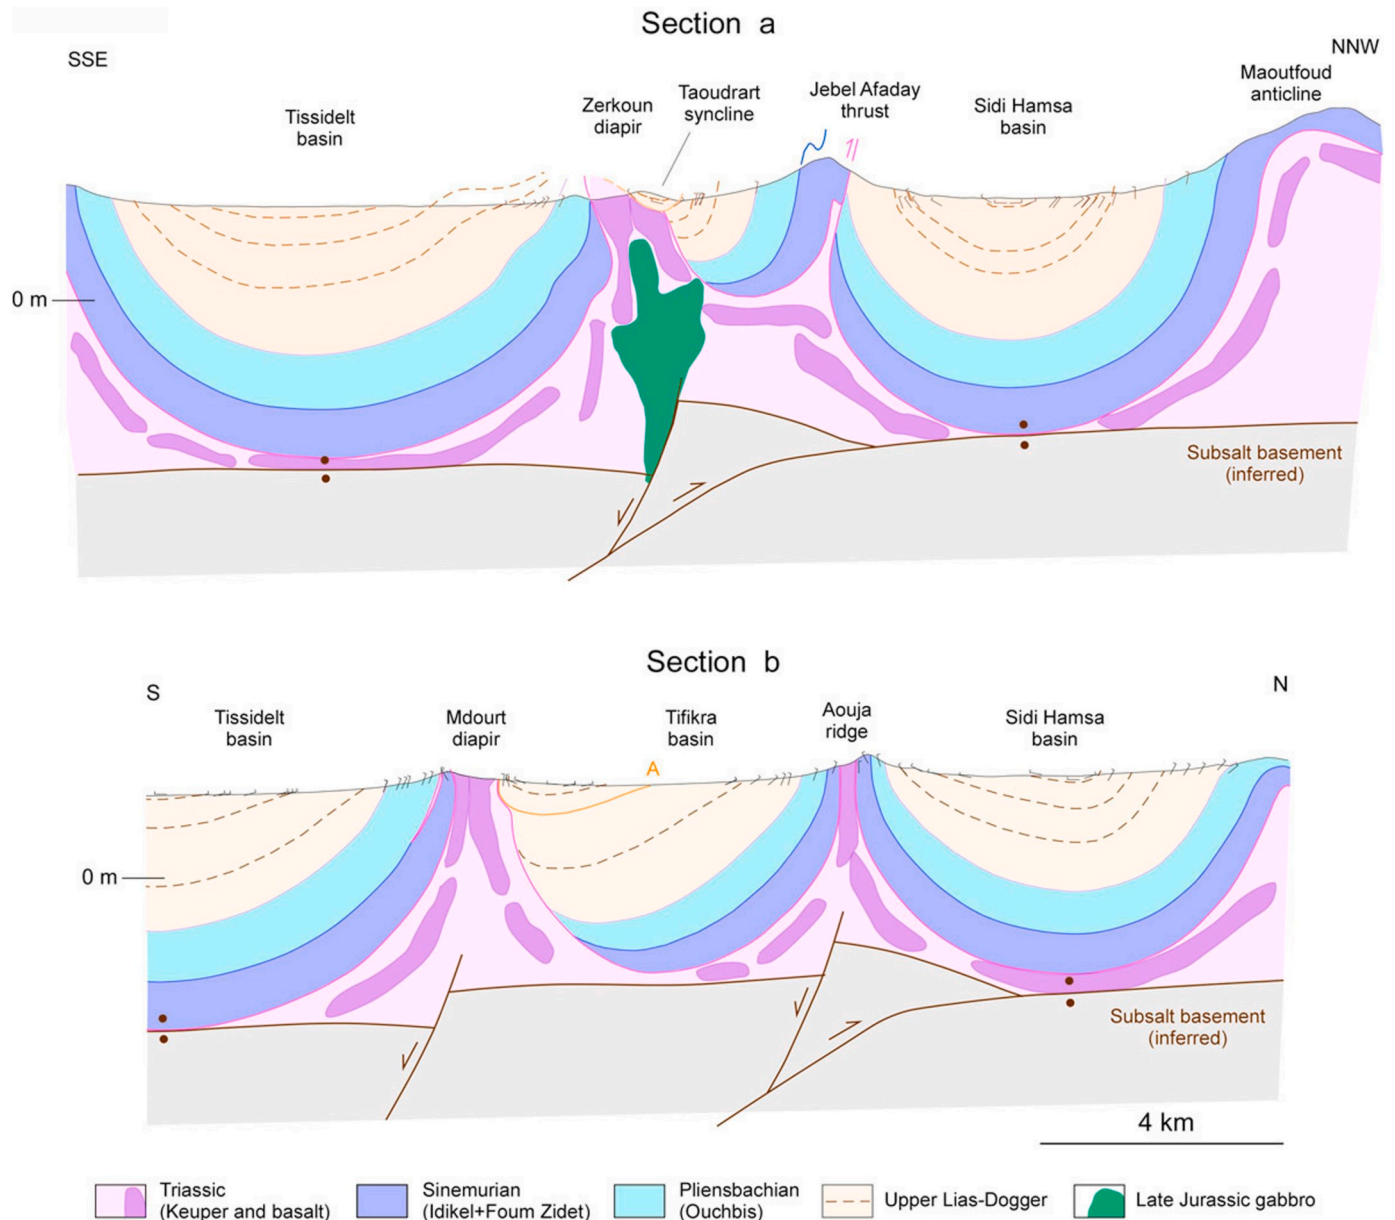 Section a
SSE
NNW
Tissidelt
basin
Zerkoun
diapir
Taoudrart
syncline
Jebel Afaday
thrust
Sidi Hamsa
basin
Maoutfoud
anticline
0 m
Subsalt basement
(inferred)
Section b
S
N
Tissidelt
basin
Mdourt
diapir
Tifikra
basin
Aouja
ridge
Sidi Hamsa
basin
A
0 m
Subsalt basement
(inferred)
4 km
Triassic
(Keuper and basalt)
Sinemurian
(Idikel+Foum Zidet)
Pliensbachian
(Ouchbis)
Upper Lias-Dogger
Late Jurassic gabbro